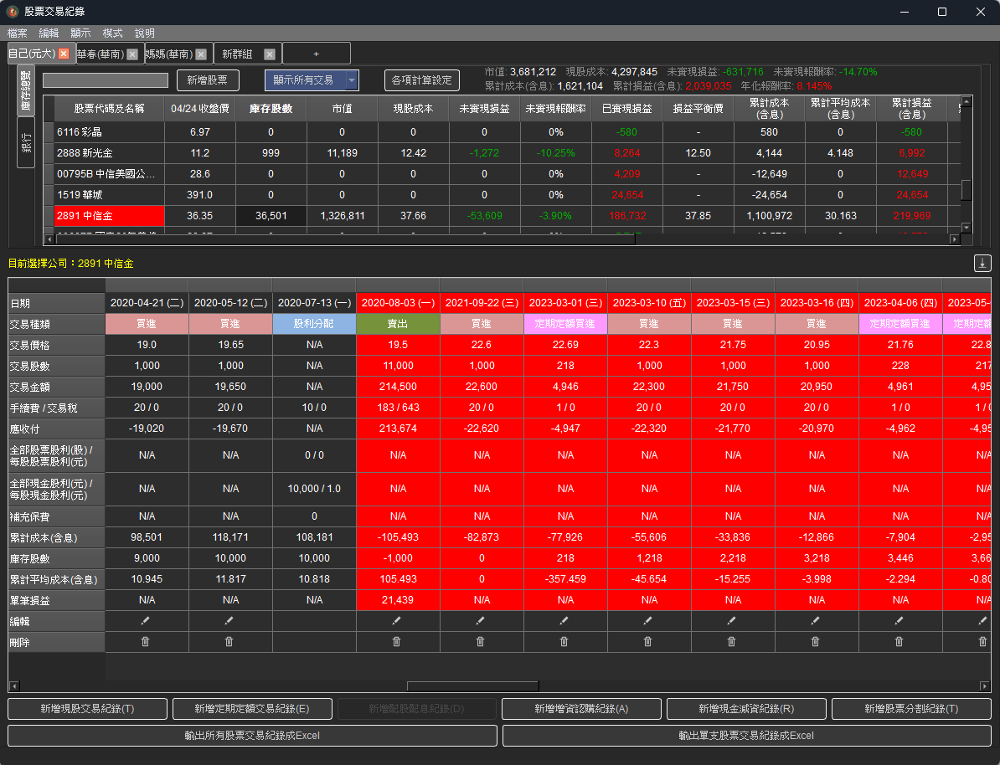 股票交易紀錄
檔案 編輯 顯示 模式 說明
自己(元大) 華春(華南) 媽媽(華南) 新群組 +
庫存總覽
銀行
新增股票 顯示所有交易 各項計算設定
市值: 3,681,212 現股成本: 4,297,845 未實現損益: -631,716 未實現報酬率: -14.70%
累計成本(含息): 1,621,104 累計損益(含息): 2,039,035 年化報酬率: 8.145%
股票代碼及名稱 04/24 收盤價 庫存股數 市值 現股成本 未實現損益 未實現報酬率 已實現損益 損益平衡價 累計成本(含息) 累計平均成本(含息) 累計損益(含息)
6116 彩晶 6.97 0 0 0 0 0% -580 - 580 0 -580
2888 新光金 11.2 999 11,189 12.42 -1,272 -10.25% 8,264 12.50 4,144 4.148 6,992
00795B 中信美國公... 28.6 0 0 0 0 0% 4,209 - -12,649 0 12,649
1519 華城 391.0 0 0 0 0 0% 24,654 - -24,654 0 24,654
2891 中信金 36.35 36,501 1,326,811 37.66 -53,609 -3.90% 186,732 37.85 1,100,972 30.163 219,969
目前選擇公司：2891 中信金
日期 2020-04-21 (二) 2020-05-12 (二) 2020-07-13 (一) 2020-08-03 (一) 2021-09-22 (三) 2023-03-01 (三) 2023-03-10 (五) 2023-03-15 (三) 2023-03-16 (四) 2023-04-06 (四) 2023-05-
交易種類 買進 買進 股利分配 賣出 買進 定期定額買進 買進 買進 買進 定期定額買進 定期定額
交易價格 19.0 19.65 N/A 19.5 22.6 22.69 22.3 21.75 20.95 21.76 22.8
交易股數 1,000 1,000 N/A 11,000 1,000 218 1,000 1,000 1,000 228 217
交易金額 19,000 19,650 N/A 214,500 22,600 4,946 22,300 21,750 20,950 4,961 4,95
手續費 / 交易稅 20 / 0 20 / 0 10 / 0 183 / 643 20 / 0 1 / 0 20 / 0 20 / 0 20 / 0 1 / 0 1 / 0
應收付 -19,020 -19,670 N/A 213,674 -22,620 -4,947 -22,320 -21,770 -20,970 -4,962 -4,95
全部股票股利(股) /
每股股票股利(元) N/A N/A 0 / 0 N/A N/A N/A N/A N/A N/A N/A N/A
全部現金股利(元) /
每股現金股利(元) N/A N/A 10,000 / 1.0 N/A N/A N/A N/A N/A N/A N/A N/A
補充保費 N/A N/A 0 N/A N/A N/A N/A N/A N/A N/A N/A
累計成本(含息) 98,501 118,171 108,181 -105,493 -82,873 -77,926 -55,606 -33,836 -12,866 -7,904 -2,95
庫存股數 9,000 10,000 10,000 -1,000 0 218 1,218 2,218 3,218 3,446 3,66
累計平均成本(含息) 10.945 11.817 10.818 105.493 0 -357.459 -45.654 -15.255 -3.998 -2.294 -0.80
單筆損益 N/A N/A N/A 21,439 N/A N/A N/A N/A N/A N/A N/A
編輯
刪除
新增現股交易紀錄(T) 新增定期定額交易紀錄(E) 新增配股配息紀錄(D) 新增增資認購紀錄(A) 新增現金減資紀錄(R) 新增股票分割紀錄(T)
輸出所有股票交易紀錄成Excel 輸出單支股票交易紀錄成Excel